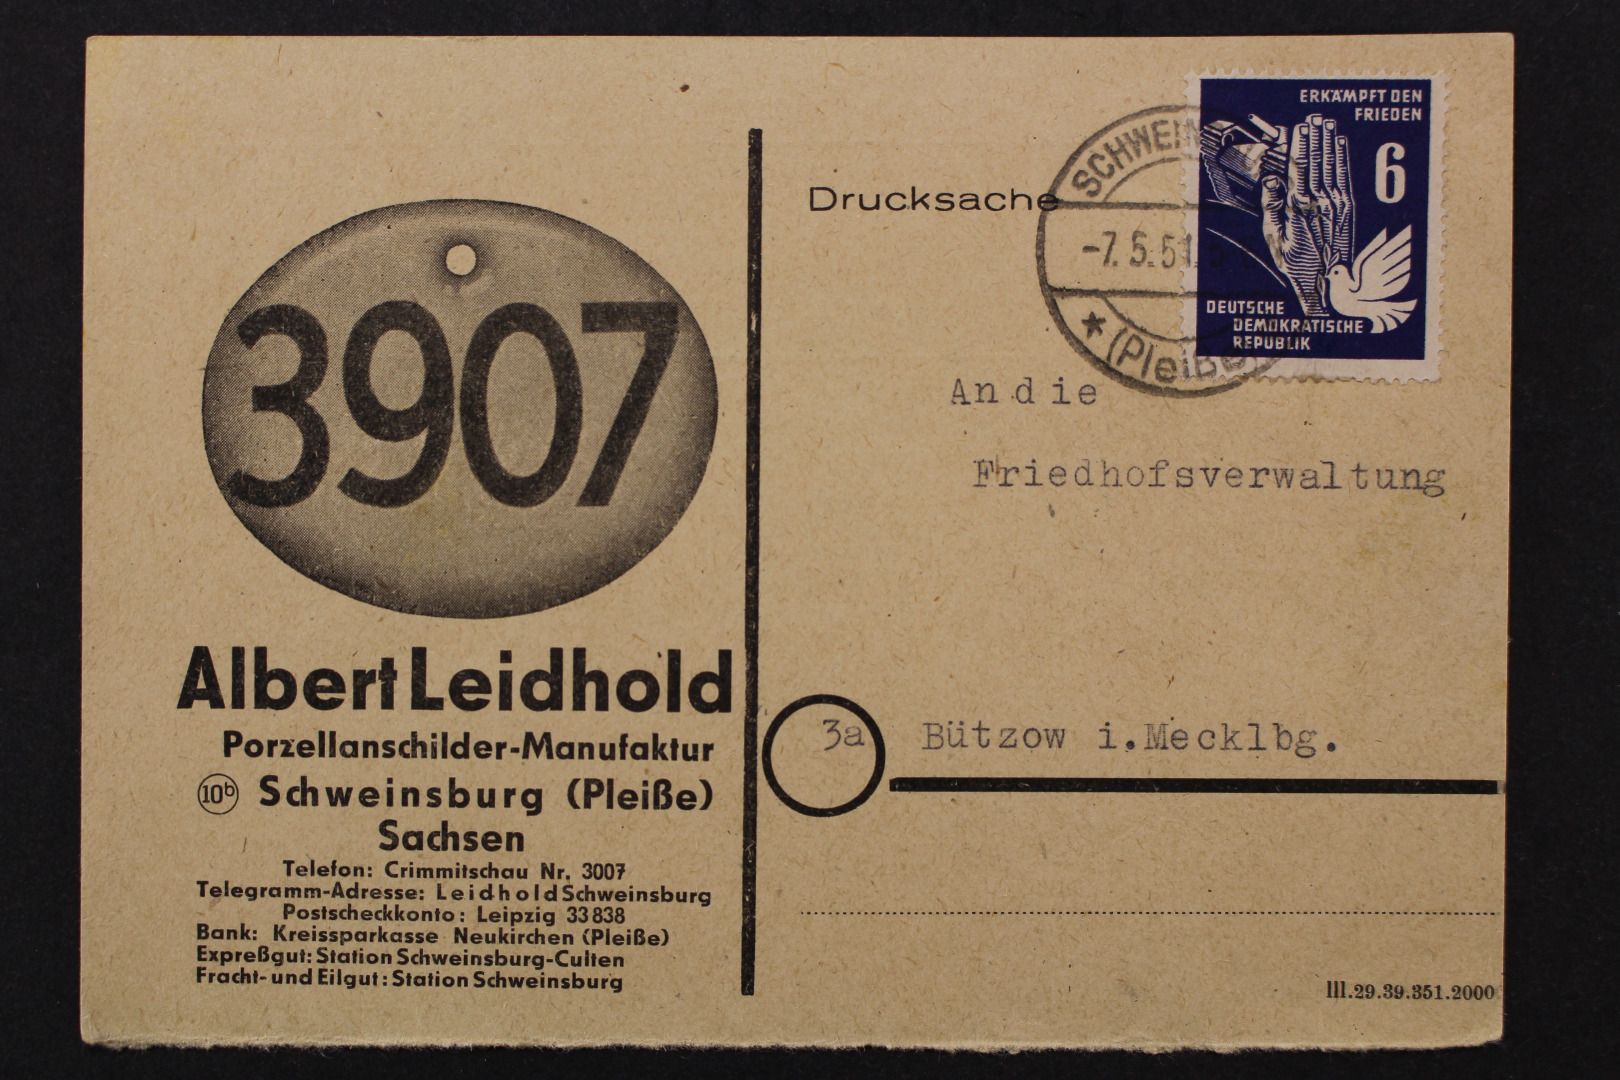 3907
Albert Leidhold
Porzellanschilder-Manufaktur
10b Schweinsburg (Pleiße)
Sachsen
Telefon: Crimmitschau Nr. 3007
Telegramm-Adresse: Leidhold Schweinsburg
Postscheckkonto: Leipzig 33 838
Bank: Kreissparkasse Neukirchen (Pleiße)
Expreßgut: Station Schweinsburg-Culten
Fracht- und Eilgut: Station Schweinsburg
Drucksache
-7. 5. 51.
* (Pleiße)
ERKÄMPFT DEN
FRIEDEN
6
DEUTSCHE
DEMOKRATISCHE
REPUBLIK
An die
Friedhofsverwaltung
3a Bützow i.Mecklbg.
III.29.39.351.2000